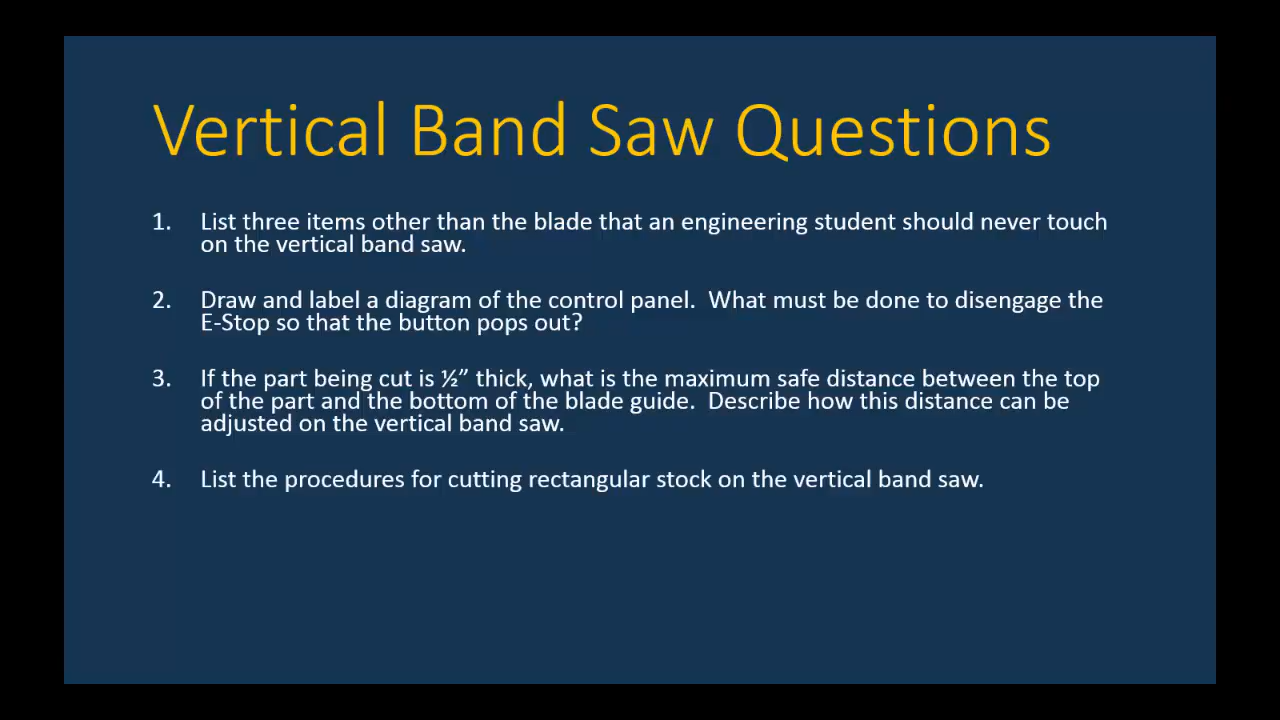 Vertical Band Saw Questions
1. List three items other than the blade that an engineering student should never touch
on the vertical band saw.
2. Draw and label a diagram of the control panel.  What must be done to disengage the
E-Stop so that the button pops out?
3. If the part being cut is ½” thick, what is the maximum safe distance between the top
of the part and the bottom of the blade guide.  Describe how this distance can be
adjusted on the vertical band saw.
4. List the procedures for cutting rectangular stock on the vertical band saw.